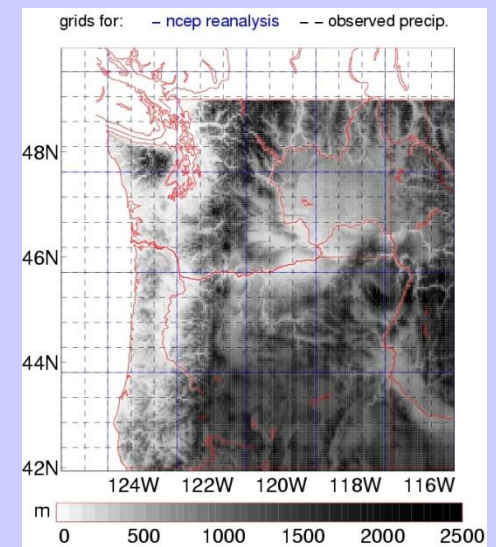 grids for: – ncep reanalysis – – observed precip.
48N
46N
44N
42N
124W 122W 120W 118W 116W
m
0 500 1000 1500 2000 2500